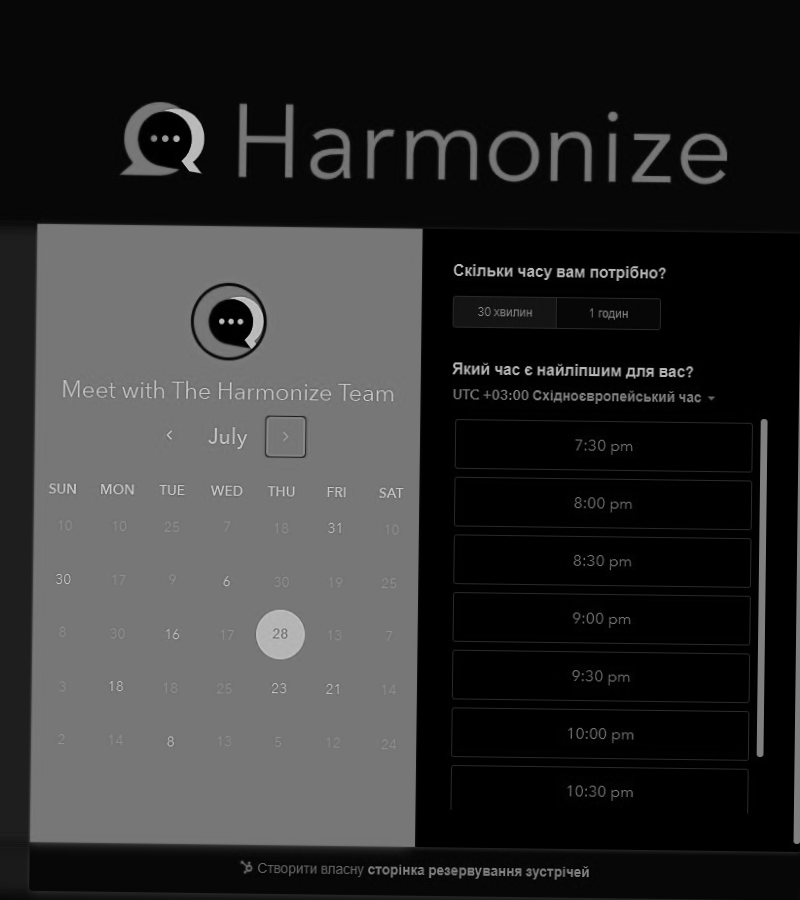 Harmonize
Meet with The Harmonize Team
July
SUN MON TUE WED THU FRI SAT
10 10 25 7 18 31 10
30 17 9 6 30 19 25
8 30 16 17 28 13 7
3 18 18 25 23 21 14
2 14 8 13 5 12 24
Скільки часу вам потрібно?
30 хвилин 1 годин
Який час є найліпшим для вас?
UTC +03:00 Східноєвропейський час
7:30 pm
8:00 pm
8:30 pm
9:00 pm
9:30 pm
10:00 pm
10:30 pm
Створити власну сторінка резервування зустрічей